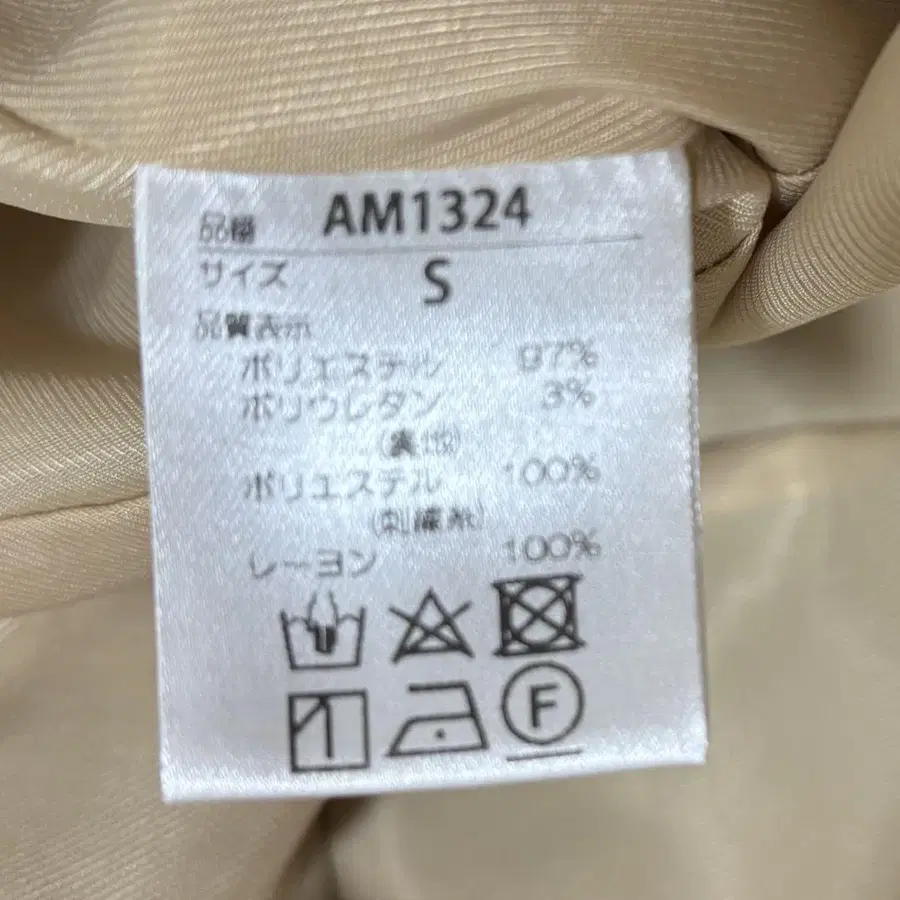 品番 AM1324
サイズ S
品質表示
ポリエステル 97%
ポリウレタン 3%
(裏地)
ポリエステル 100%
(刺繍糸)
レーヨン 100%
F